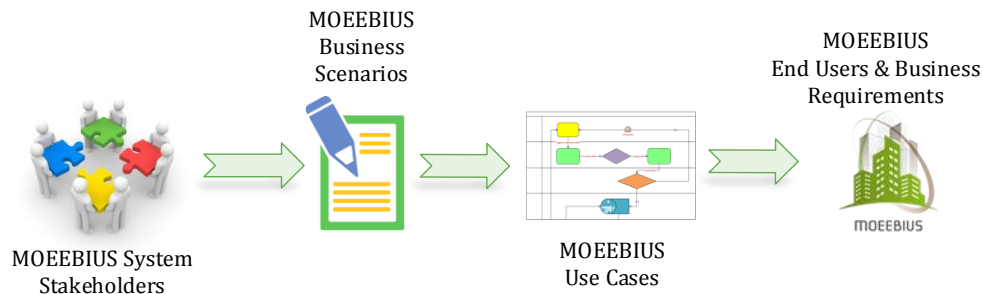 MOEEBIUS System
Stakeholders
MOEEBIUS
Business
Scenarios
MOEEBIUS
Use Cases
MOEEBIUS
End Users & Business
Requirements
MOEEBIUS